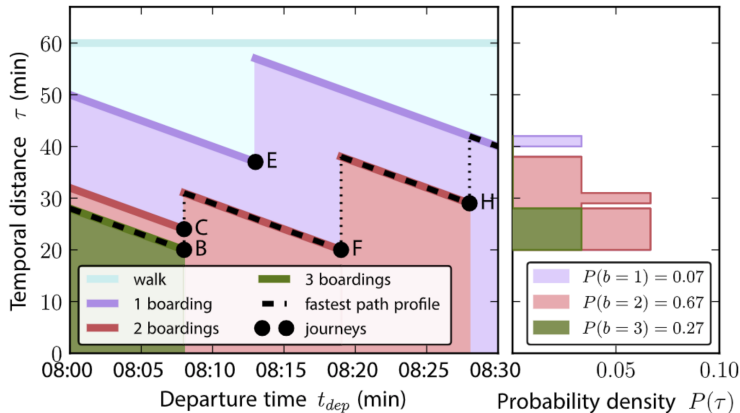 60
50
40
30
20
10
0
Temporal distance τ (min)
E
C
B
F
H
walk
1 boarding
2 boardings
3 boardings
fastest path profile
journeys
08:00
08:05
08:10
08:15
08:20
08:25
08:30
Departure time t_dep (min)
P(b = 1) = 0.07
P(b = 2) = 0.67
P(b = 3) = 0.27
0.05
0.10
Probability density P(τ)